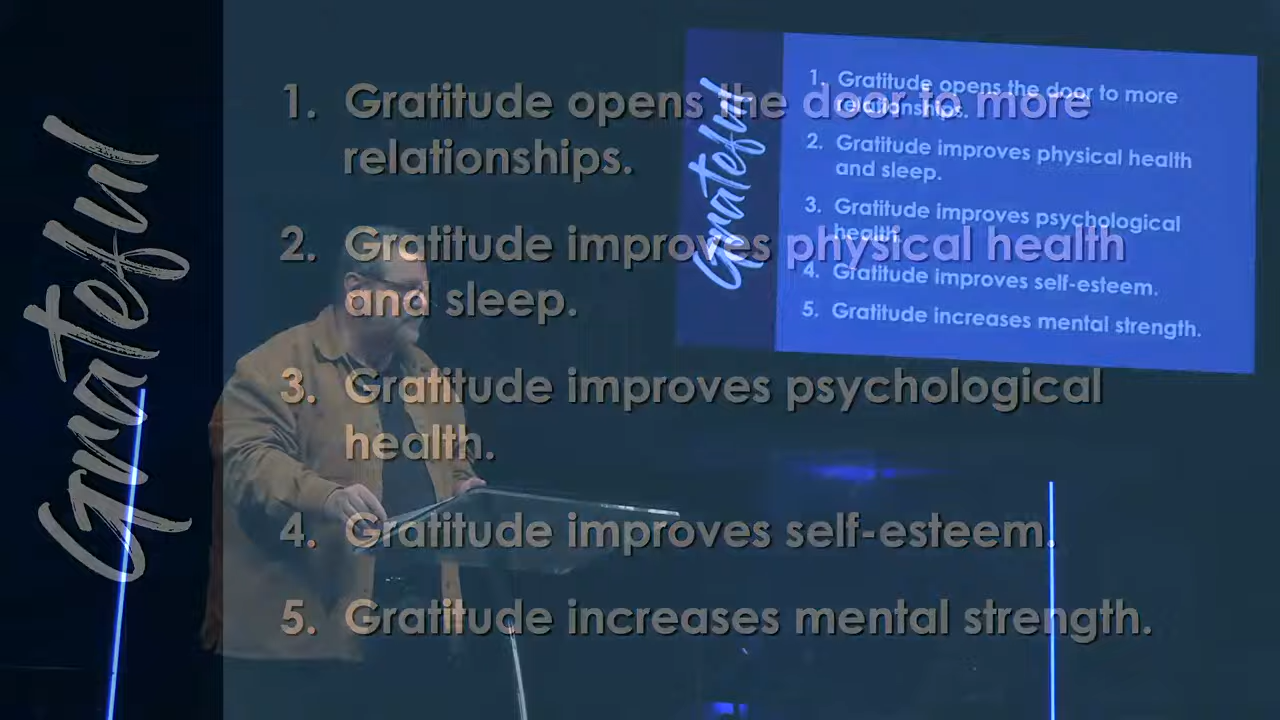 Grateful
1. Gratitude opens the door to more
relationships.
2. Gratitude improves physical health
and sleep.
3. Gratitude improves psychological
health.
4. Gratitude improves self-esteem.
5. Gratitude increases mental strength.
Grateful
1. Gratitude opens the door to more
relationships.
2. Gratitude improves physical health
and sleep.
3. Gratitude improves psychological
health.
4. Gratitude improves self-esteem.
5. Gratitude increases mental strength.